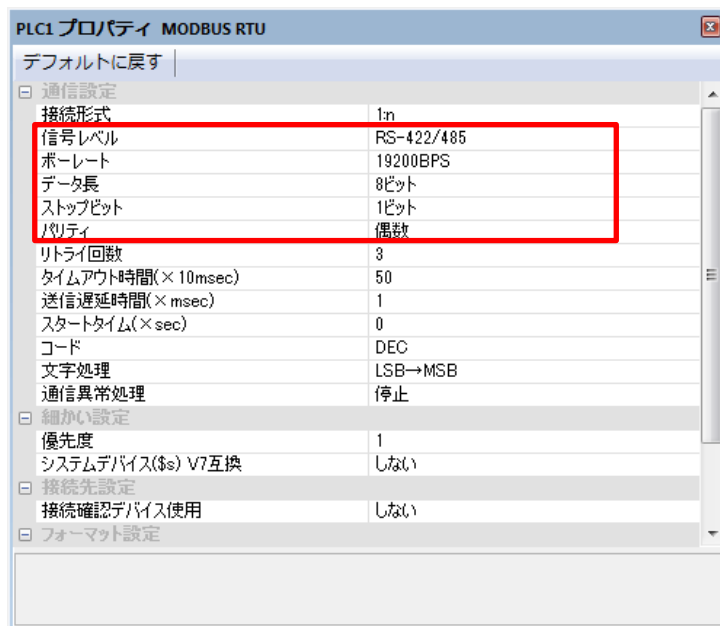 PLC1 プロパティ MODBUS RTU
デフォルトに戻す
通信設定
接続形式 1:n
信号レベル RS-422/485
ボーレート 19200BPS
データ長 8ビット
ストップビット 1ビット
パリティ 偶数
リトライ回数 3
タイムアウト時間(×10msec) 50
送信遅延時間(×msec) 1
スタートタイム(×sec) 0
コード DEC
文字処理 LSB→MSB
通信異常処理 停止
細かい設定
優先度 1
システムデバイス($s) V7互換 しない
接続先設定
接続確認デバイス使用 しない
フォーマット設定